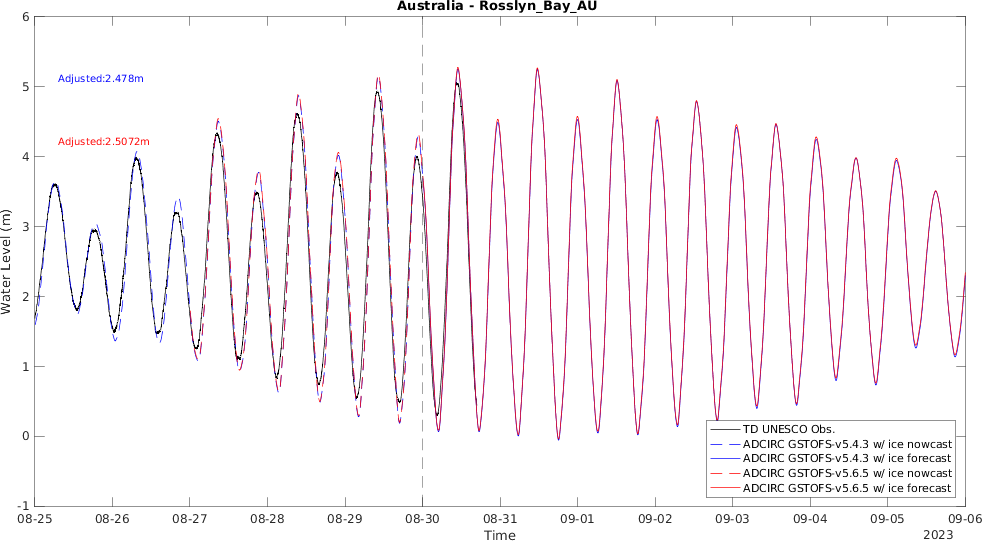 Australia - Rosslyn_Bay_AU
6
5
4
3
2
1
0
-1
Water Level (m)
Adjusted:2.478m
Adjusted:2.5072m
TD UNESCO Obs.
ADCIRC GSTOFS-v5.4.3 w/ ice nowcast
ADCIRC GSTOFS-v5.4.3 w/ ice forecast
ADCIRC GSTOFS-v5.6.5 w/ ice nowcast
ADCIRC GSTOFS-v5.6.5 w/ ice forecast
08-25 08-26 08-27 08-28 08-29 08-30 08-31 09-01 09-02 09-03 09-04 09-05 09-06
Time
2023